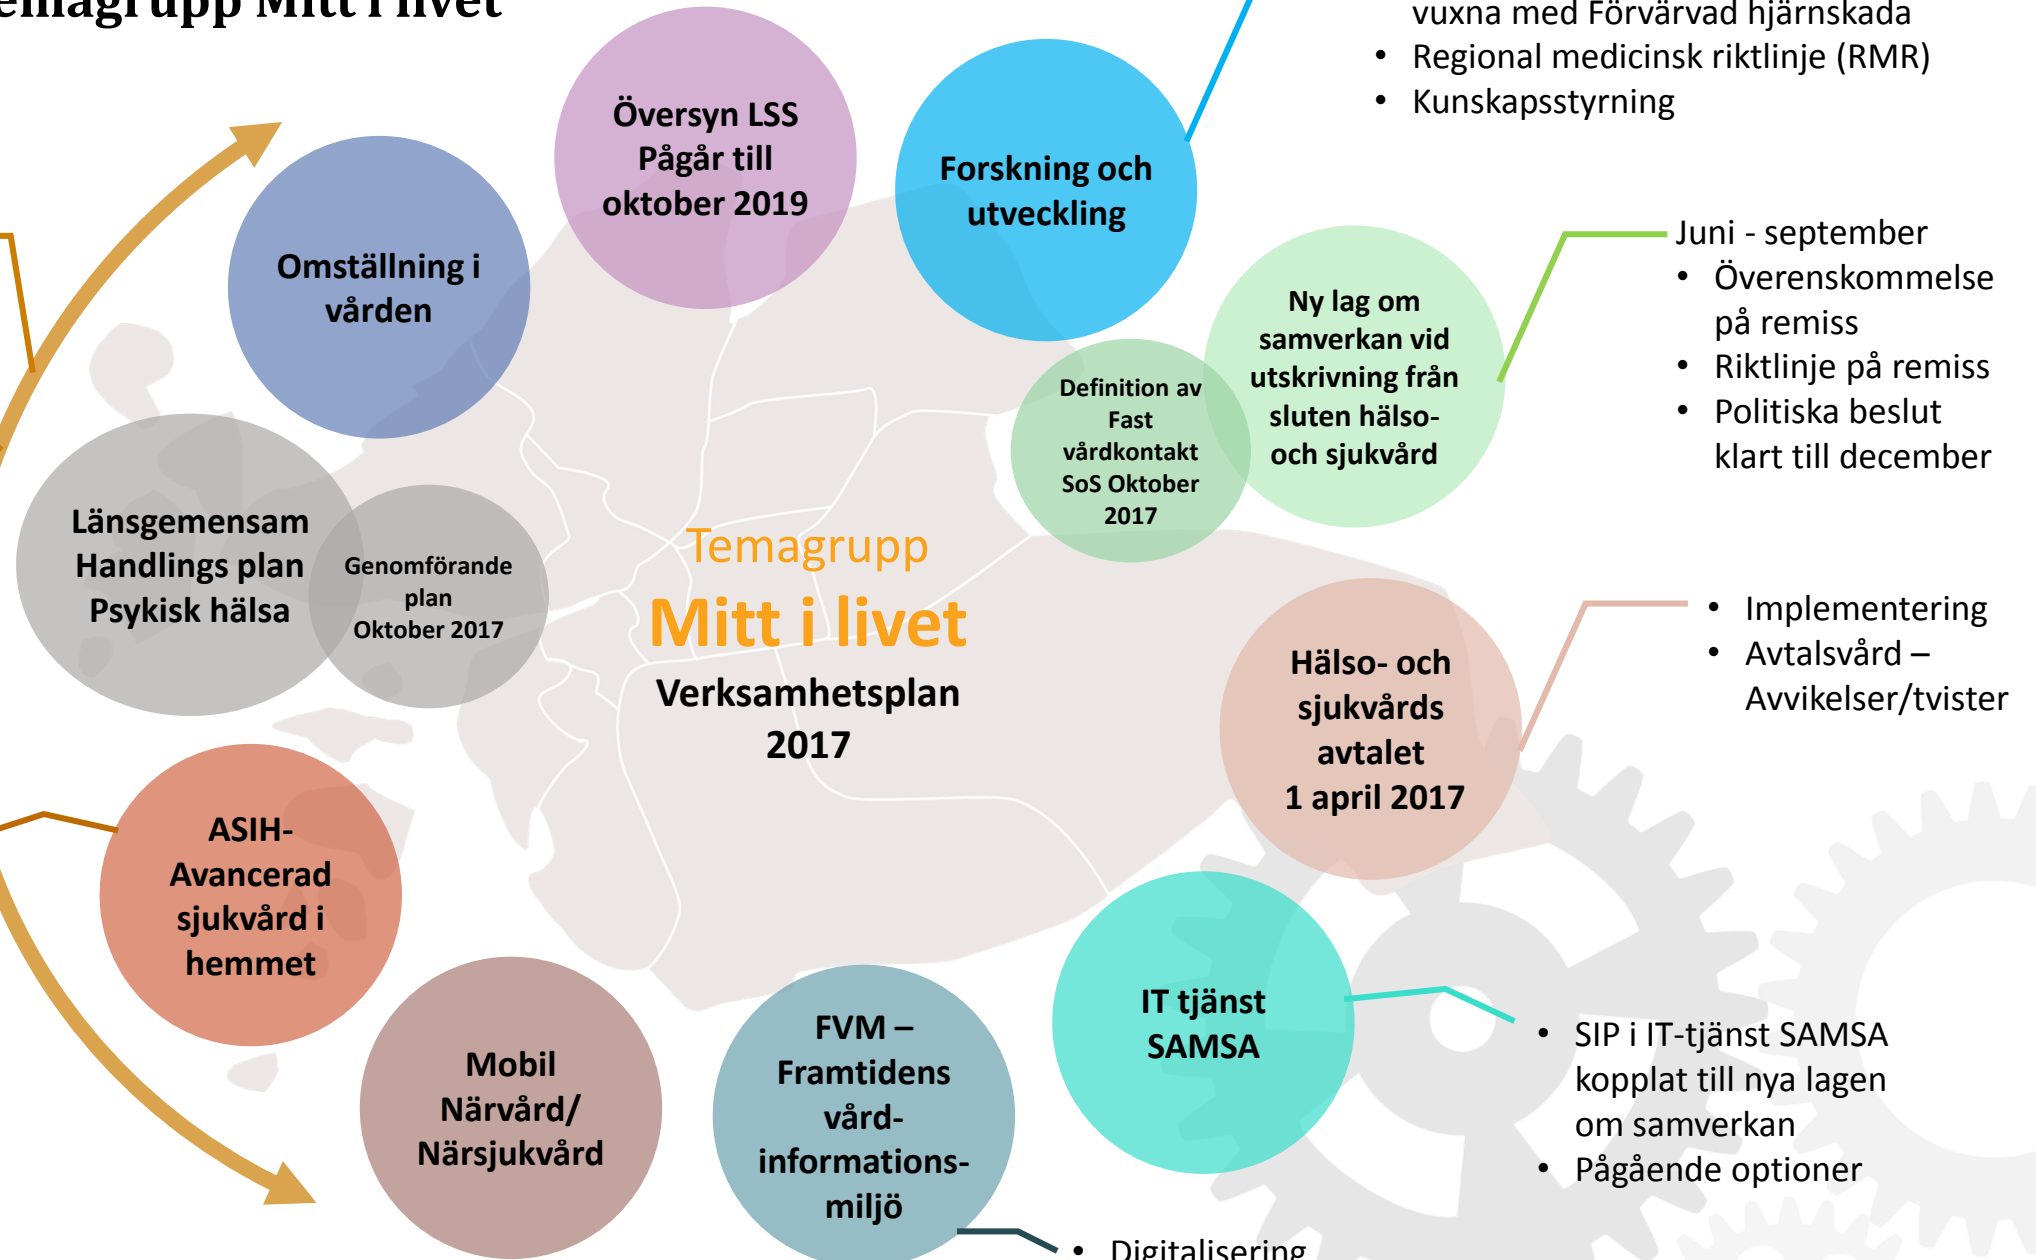 Temagrupp Mitt i livet
vuxna med Förvärvad hjärnskada
• Regional medicinsk riktlinje (RMR)
• Kunskapsstyrning
Översyn LSS
Pågår till
oktober 2019
Forskning och
utveckling
Omställning i
vården
Juni - september
• Överenskommelse
på remiss
• Riktlinje på remiss
• Politiska beslut
klart till december
Ny lag om
samverkan vid
utskrivning från
sluten hälso-
och sjukvård
Definition av
Fast
vårdkontakt
SoS Oktober
2017
Länsgemensam
Handlings plan
Psykisk hälsa
Genomförande
plan
Oktober 2017
Temagrupp
Mitt i livet
Verksamhetsplan
2017
Hälso- och
sjukvårds
avtalet
1 april 2017
• Implementering
• Avtalsvård –
Avvikelser/tvister
ASIH-
Avancerad
sjukvård i
hemmet
Mobil
Närvård/
Närsjukvård
FVM –
Framtidens
vård-
informations-
miljö
IT tjänst
SAMSA
• SIP i IT-tjänst SAMSA
kopplat till nya lagen
om samverkan
• Pågående optioner
• Digitalisering